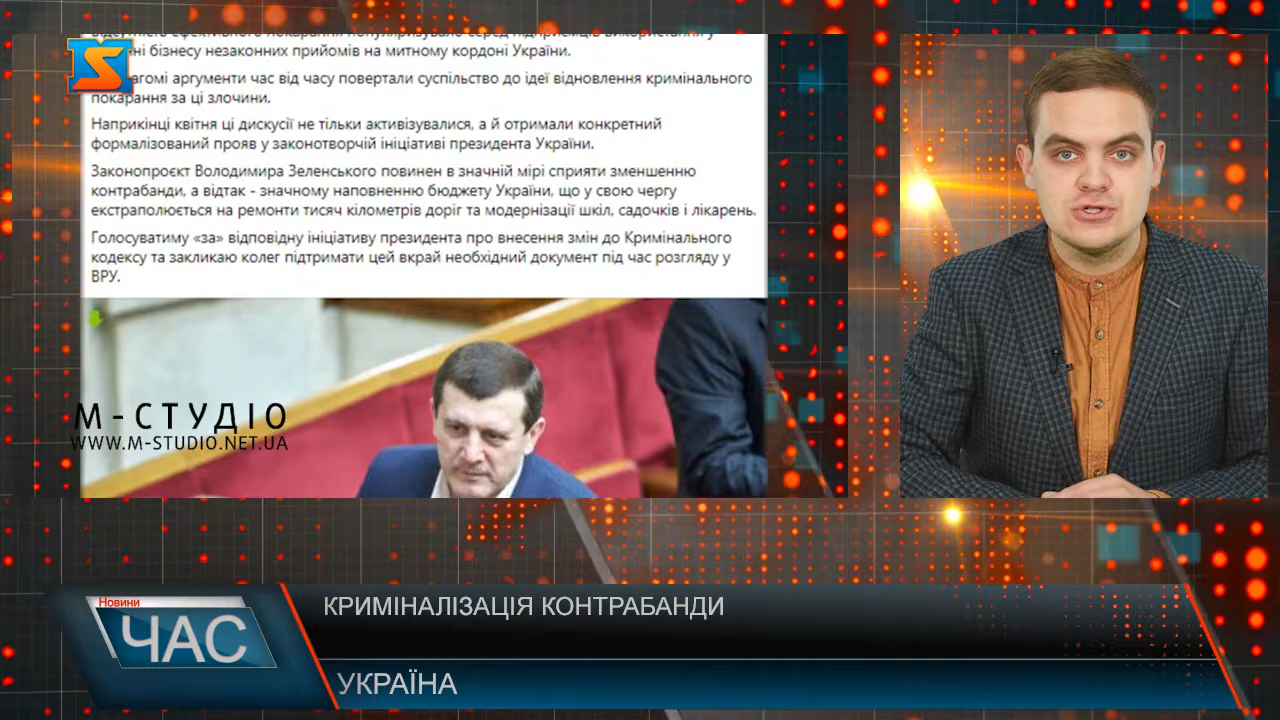 нні бізнесу незаконних прийомів на митному кордоні України.
агомі аргументи час від часу повертали суспільство до ідеї відновлення кримінального
покарання за ці злочини.
Наприкінці квітня ці дискусії не тільки активізувалися, а й отримали конкретний
формалізований прояв у законотворчій ініціативі президента України.
Законопроєкт Володимира Зеленського повинен в значній мірі сприяти зменшенню
контрабанди, а відтак - значному наповненню бюджету України, що у свою чергу
екстраполюється на ремонти тисяч кілометрів доріг та модернізації шкіл, садочків і лікарень.
Голосуватиму «за» відповідну ініціативу президента про внесення змін до Кримінального
кодексу та закликаю колег підтримати цей вкрай необхідний документ під час розгляду у
ВРУ.
М-СТУДІО
WWW.M-STUDIO.NET.UA
Новини
ЧАС
КРИМІНАЛІЗАЦІЯ КОНТРАБАНДИ
УКРАЇНА